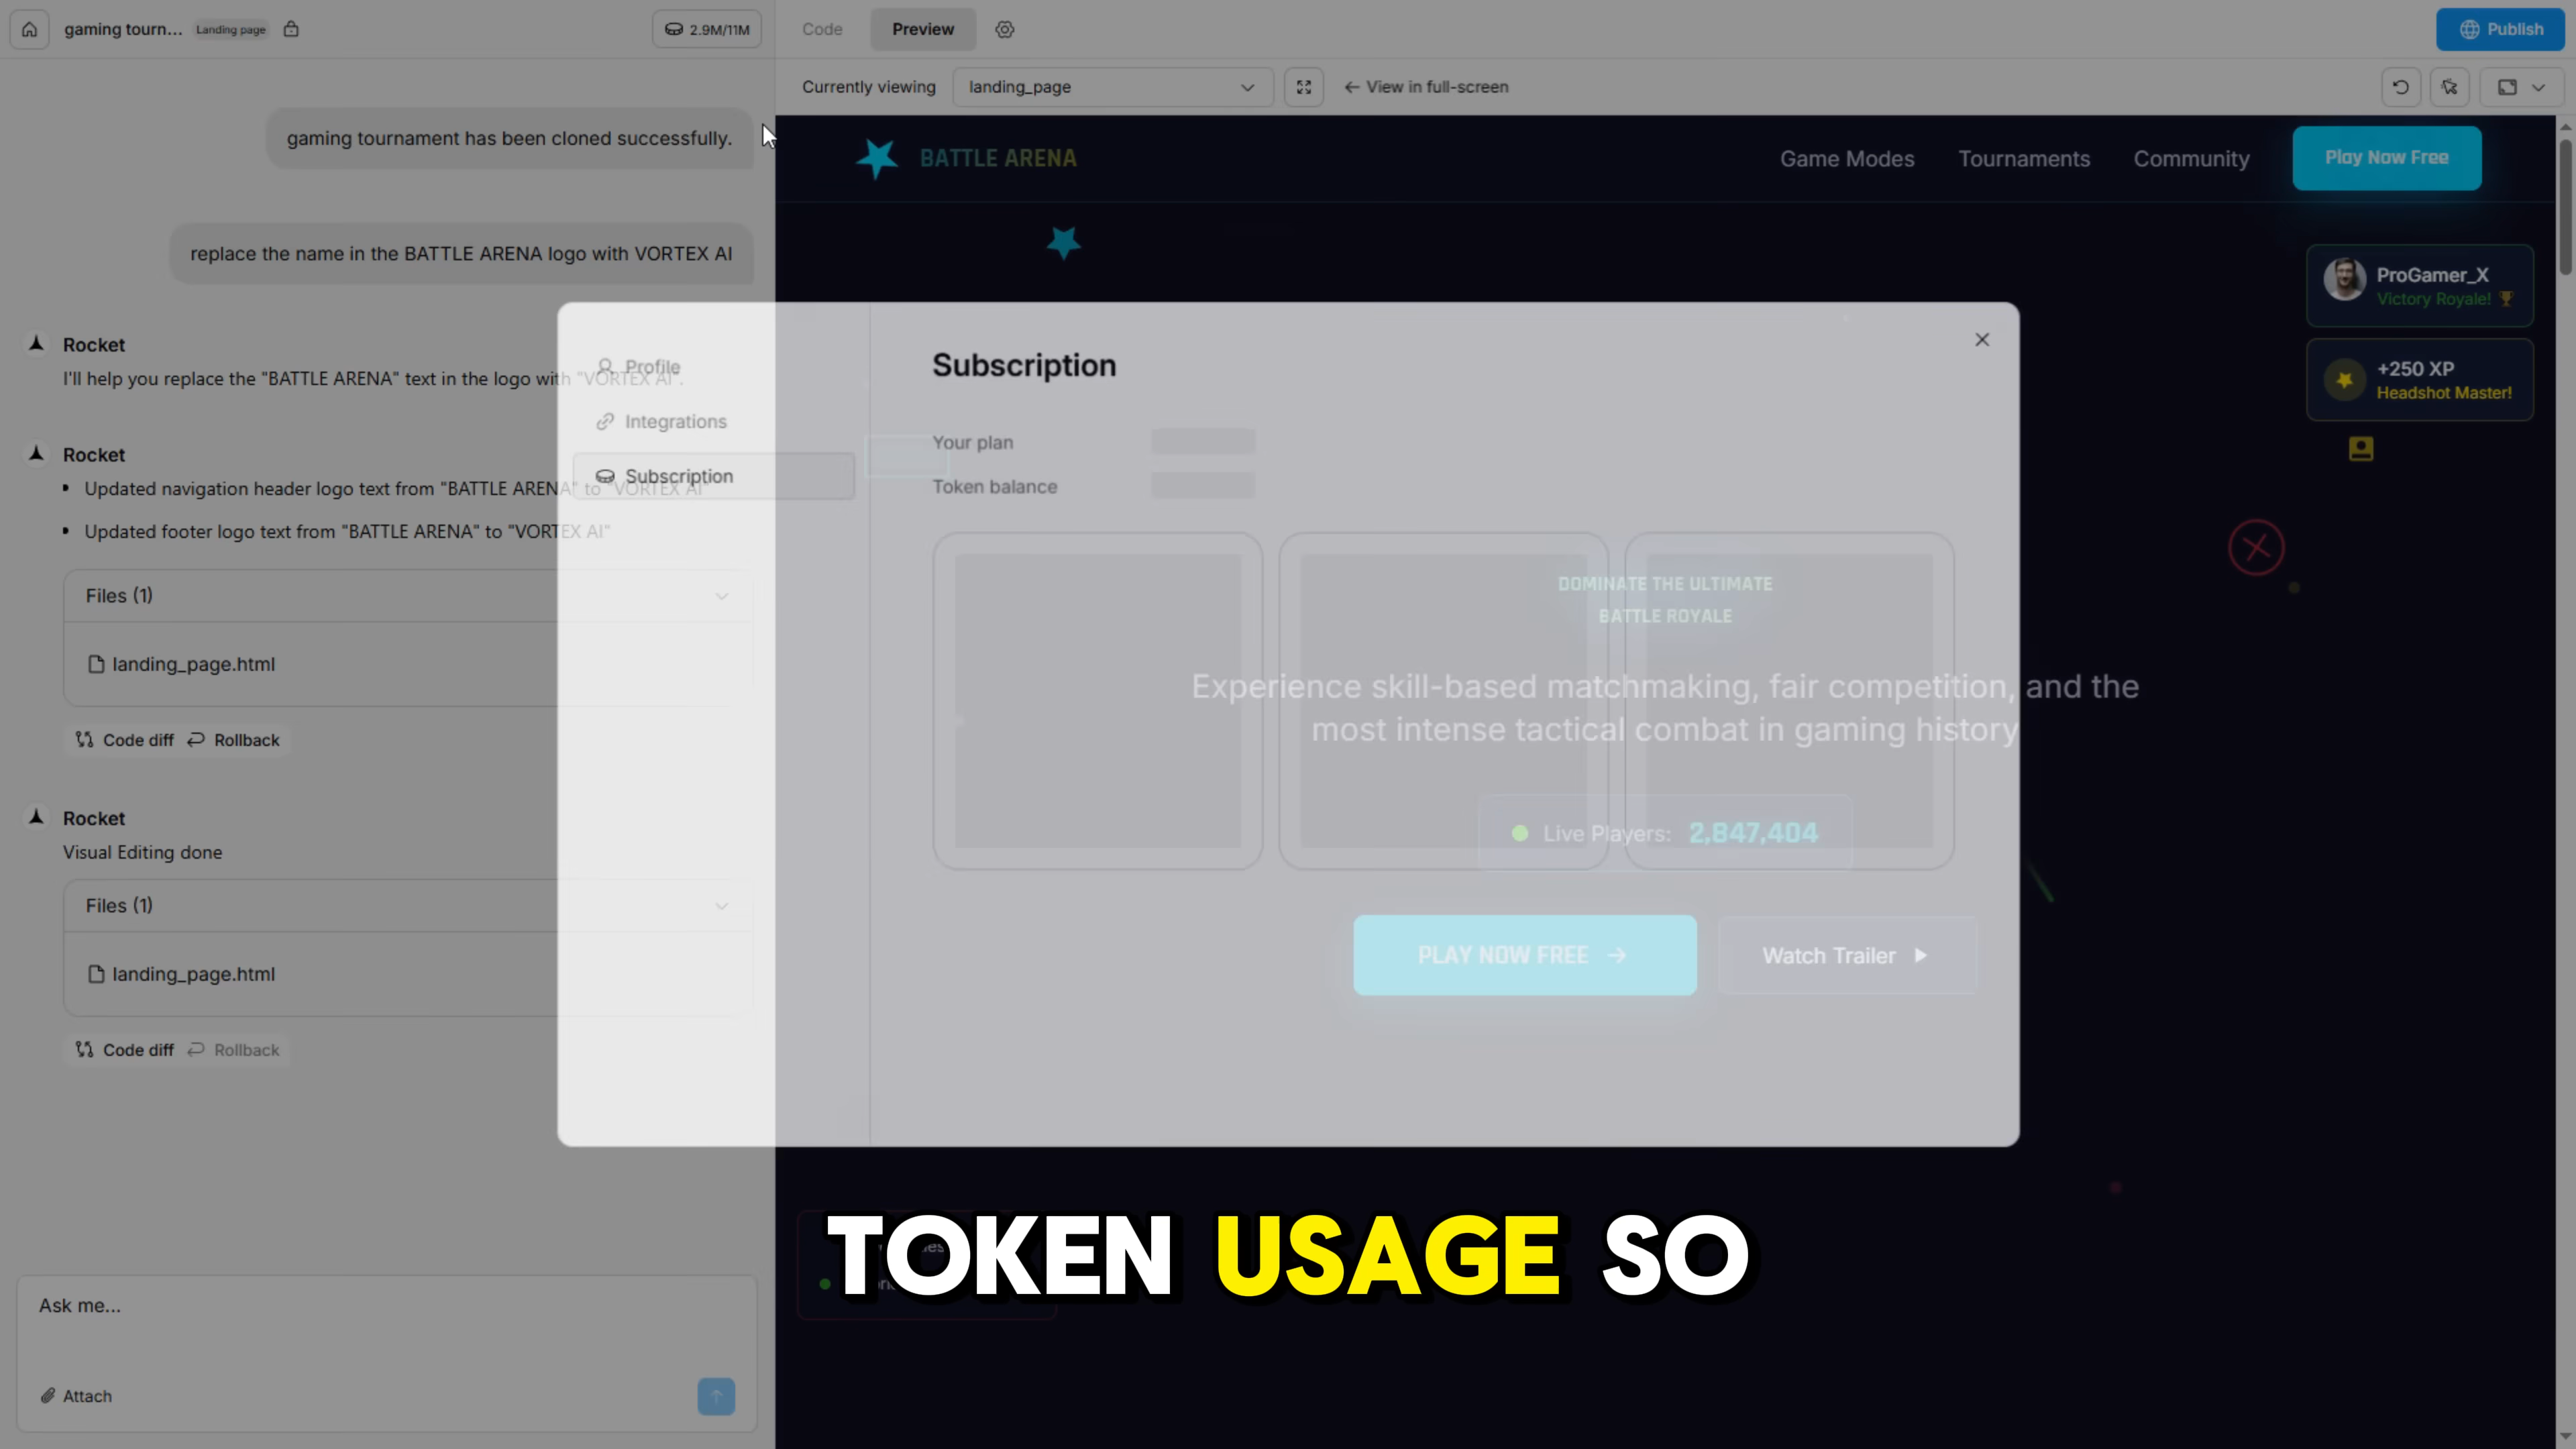 gaming tourn...
Landing page
2.9M/11M
Code
Preview
Publish
Currently viewing
landing_page
View in full-screen
gaming tournament has been cloned successfully.
replace the name in the BATTLE ARENA logo with VORTEX AI
Rocket
I'll help you replace the "BATTLE ARENA" text in the logo with "VORTEX AI".
Rocket
Updated navigation header logo text from "BATTLE ARENA" to "VORTEX AI"
Updated footer logo text from "BATTLE ARENA" to "VORTEX AI"
Files (1)
landing_page.html
Code diff
Rollback
Rocket
Visual Editing done
Files (1)
landing_page.html
Code diff
Rollback
Ask me...
Attach
BATTLE ARENA
Game Modes
Tournaments
Community
Play Now Free
ProGamer_X
Victory Royale!
+250 XP
Headshot Master!
Profile
Integrations
Subscription
Subscription
Your plan
Token balance
DOMINATE THE ULTIMATE
BATTLE ROYALE
Experience skill-based matchmaking, fair competition, and the
most intense tactical combat in gaming history
Live Players: 2,847,404
PLAY NOW FREE
Watch Trailer
TOKEN USAGE SO